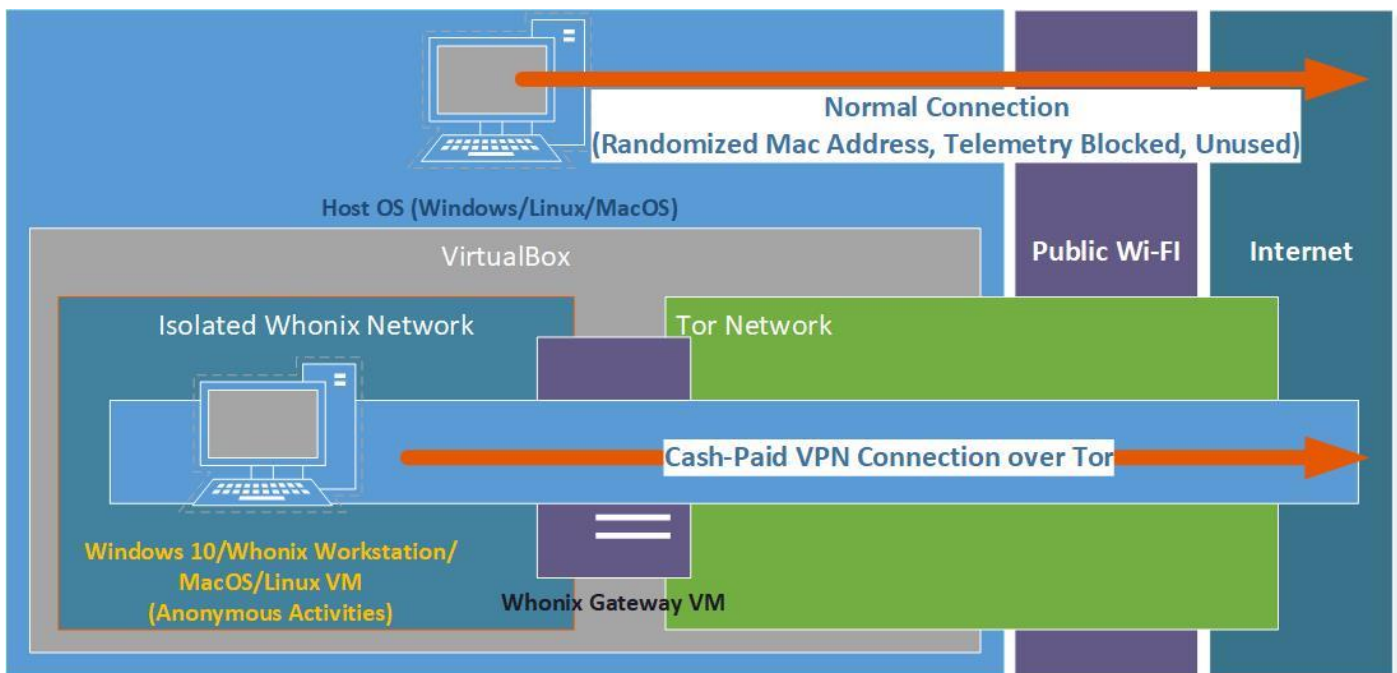 Normal Connection
(Randomized Mac Address, Telemetry Blocked, Unused)
Host OS (Windows/Linux/MacOS)
VirtualBox
Public Wi-FI
Internet
Isolated Whonix Network
Tor Network
Cash-Paid VPN Connection over Tor
Windows 10/Whonix Workstation/
MacOS/Linux VM
(Anonymous Activities)
Whonix Gateway VM